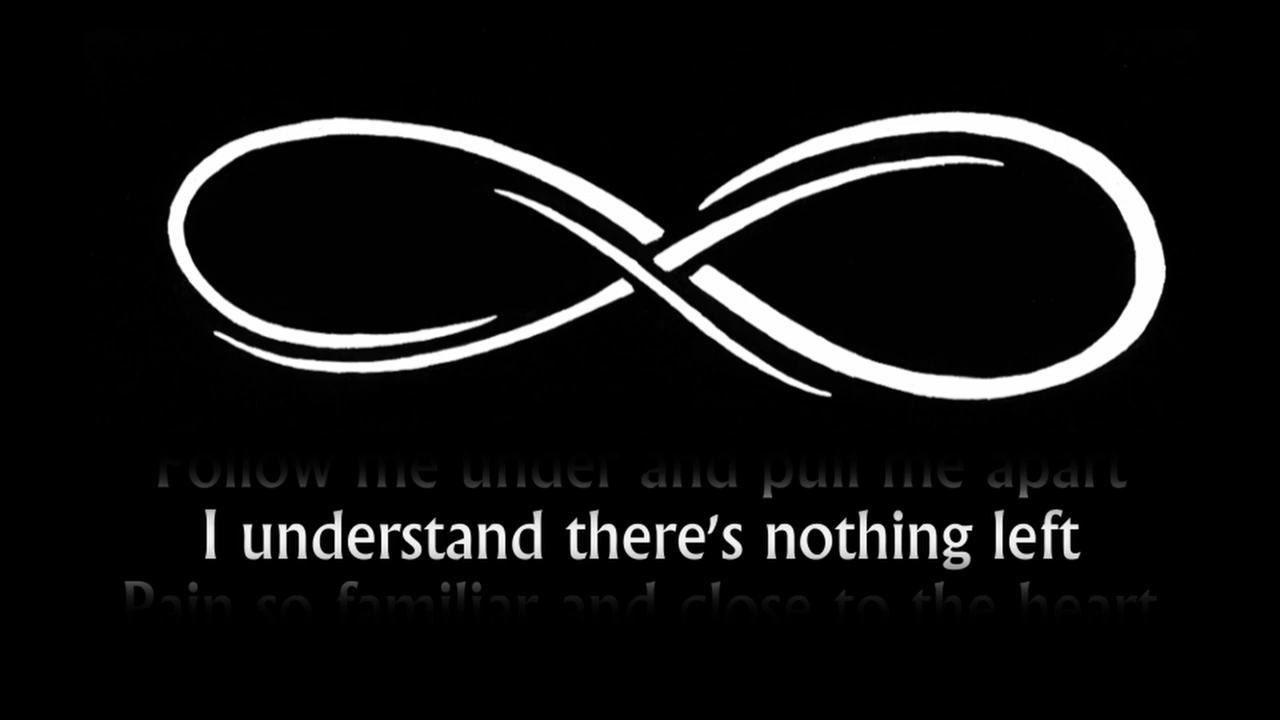 Follow me under and pull me apart
I understand there's nothing left
Pain so familiar and close to the heart